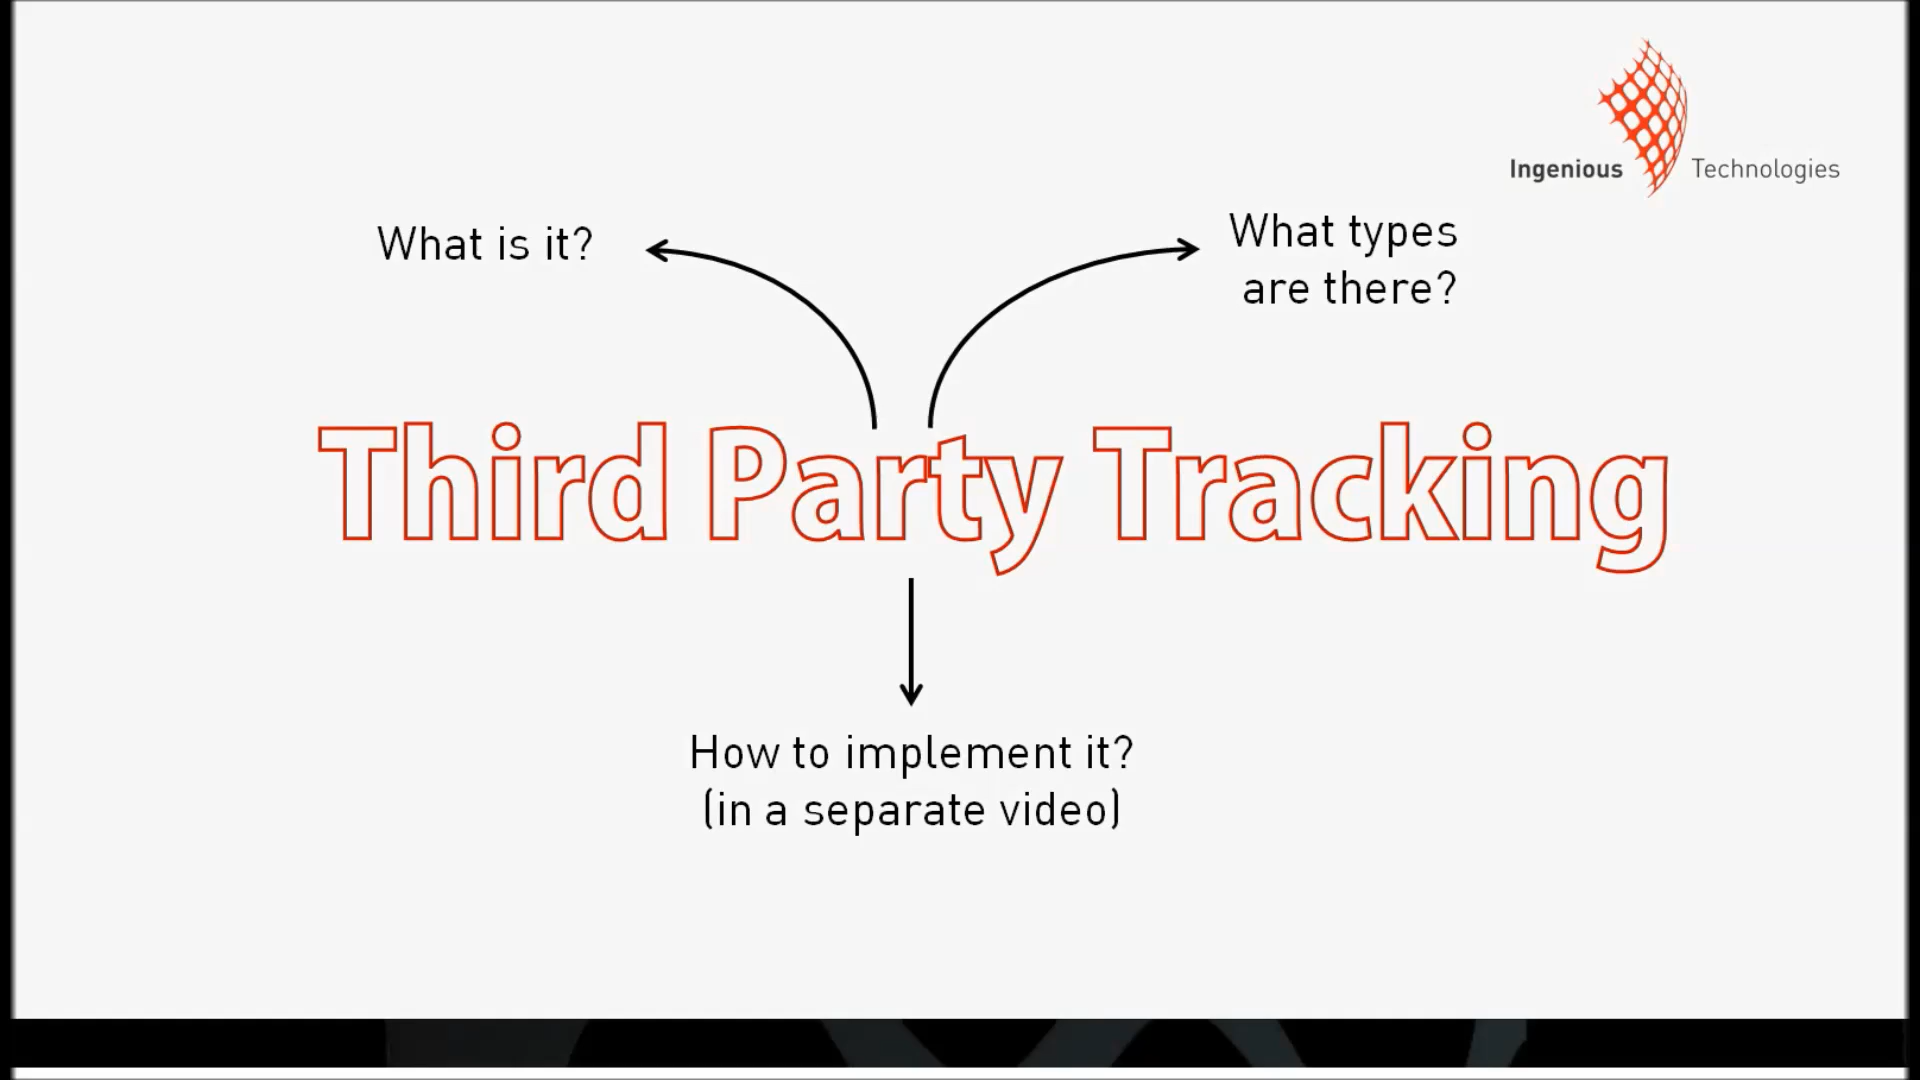 Ingenious Technologies
What is it?
What types
are there?
Third Party Tracking
How to implement it?
(in a separate video)